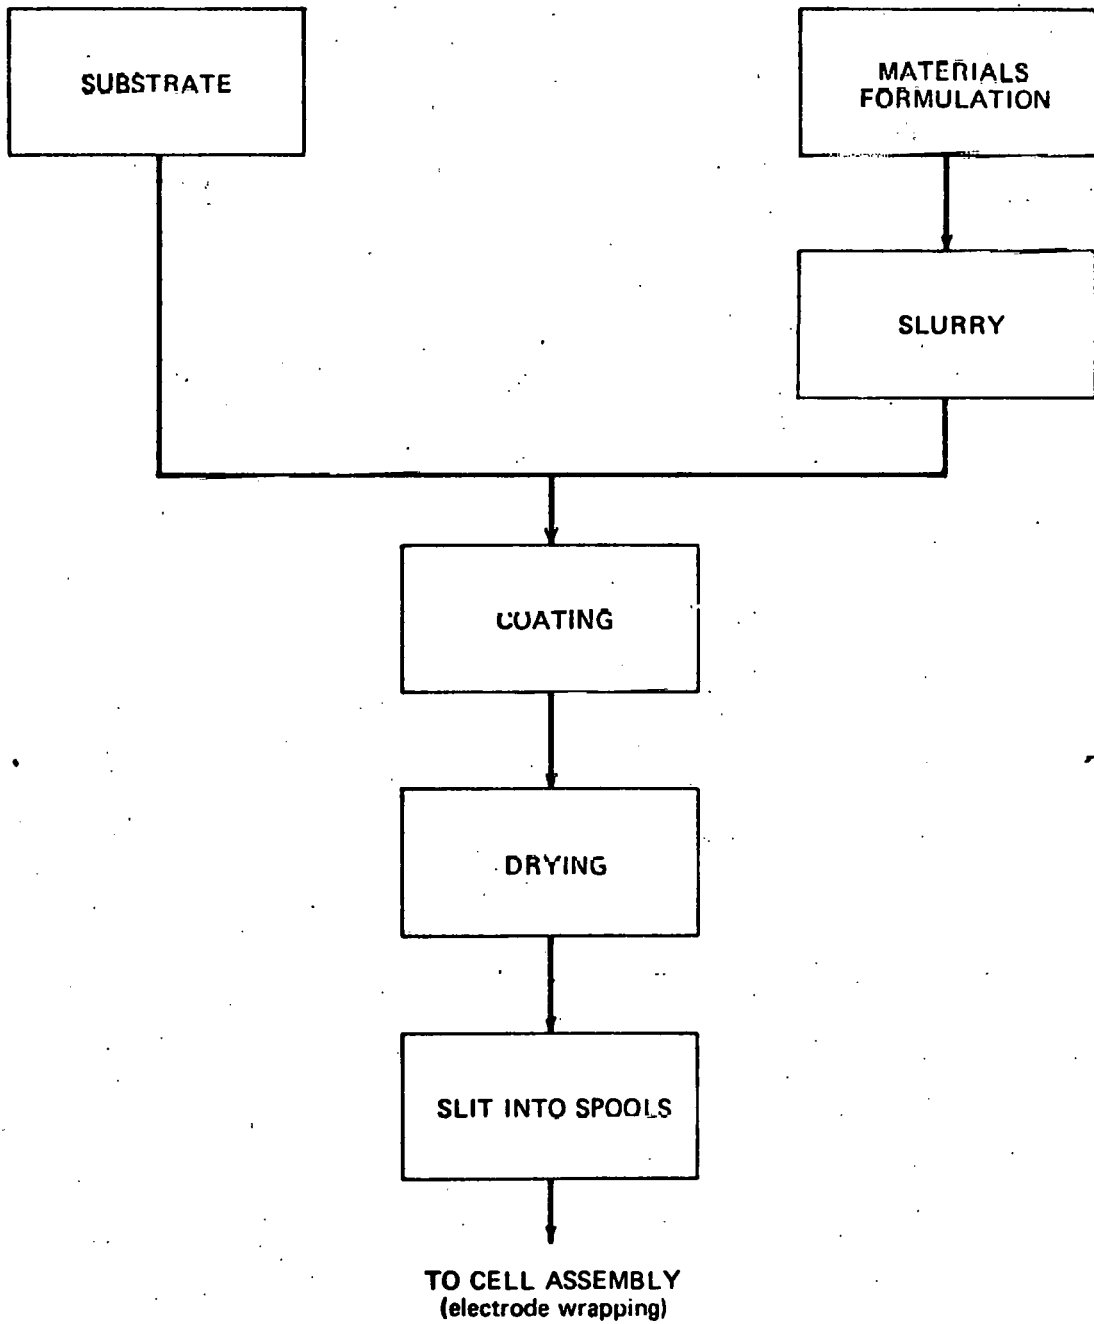 SUBSTRATE
MATERIALS
FORMULATION
SLURRY
COATING
DRYING
SLIT INTO SPOOLS
TO CELL ASSEMBLY
(electrode wrapping)